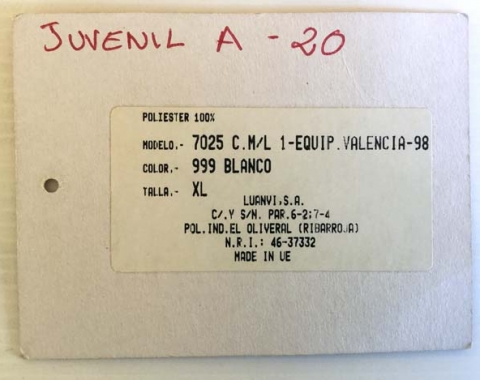 JUVENIL A - 20
POLIESTER 100%
MODELO.- 7025 C.M/L 1-EQUIP.VALENCIA-98
COLOR.- 999 BLANCO
TALLA.- XL
LUANVI,S.A.
C/.Y S/N. PAR.6-2;7-4
POL.IND.EL OLIVERAL (RIBARROJA)
N.R.I.: 46-37332
MADE IN UE